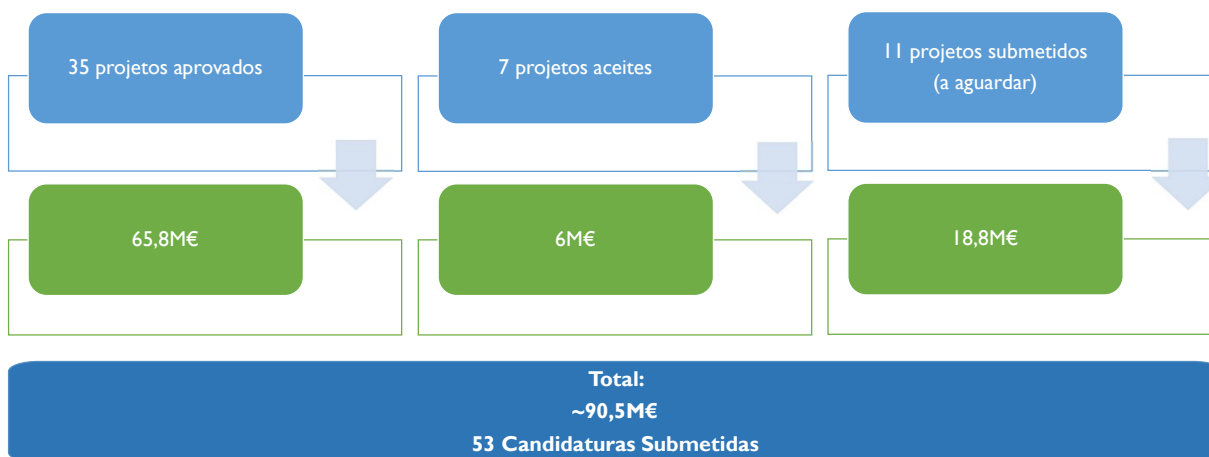 35 projetos aprovados
7 projetos aceites
11 projetos submetidos
(a aguardar)
65,8M€
6M€
18,8M€
Total:
~90,5M€
53 Candidaturas Submetidas